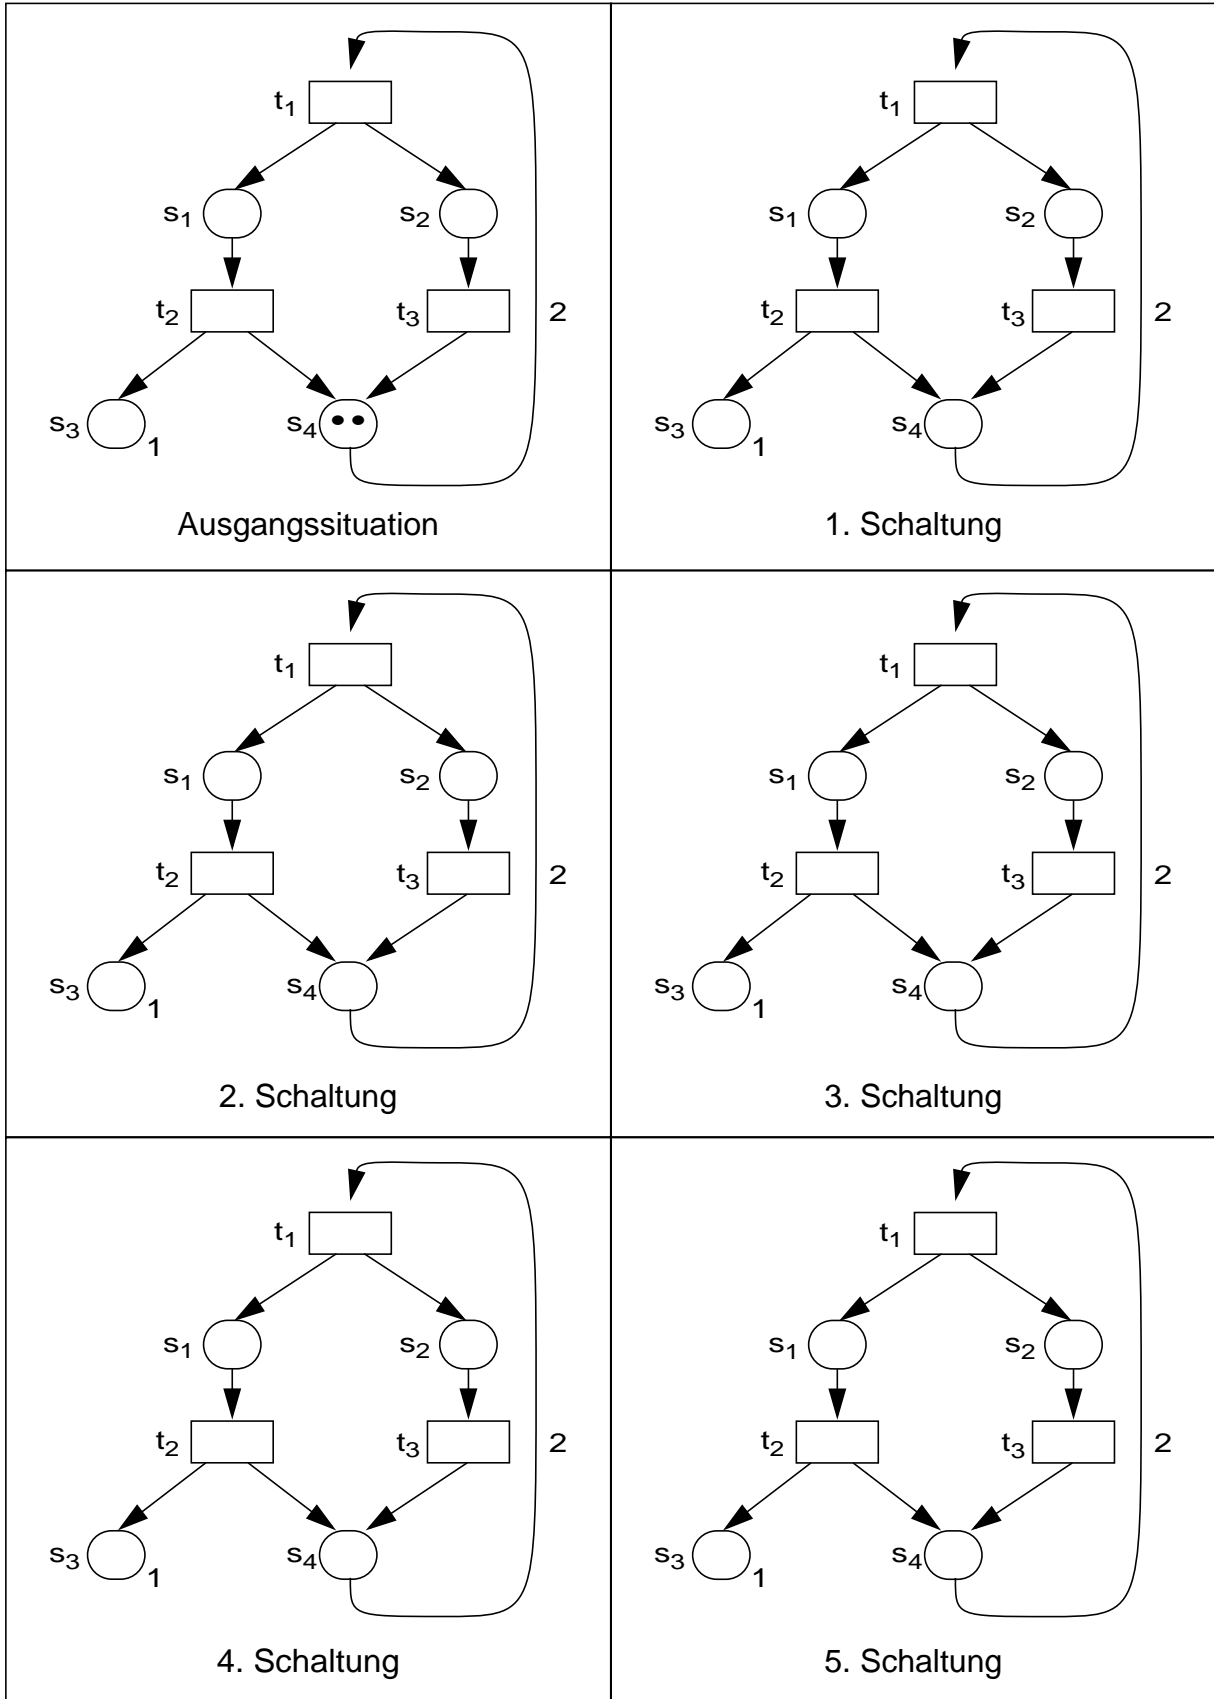 t1
s1
s2
t2
t3
2
s3
1
s4
Ausgangssituation
t1
s1
s2
t2
t3
2
s3
1
s4
1. Schaltung
t1
s1
s2
t2
t3
2
s3
1
s4
2. Schaltung
t1
s1
s2
t2
t3
2
s3
1
s4
3. Schaltung
t1
s1
s2
t2
t3
2
s3
1
s4
4. Schaltung
t1
s1
s2
t2
t3
2
s3
1
s4
5. Schaltung